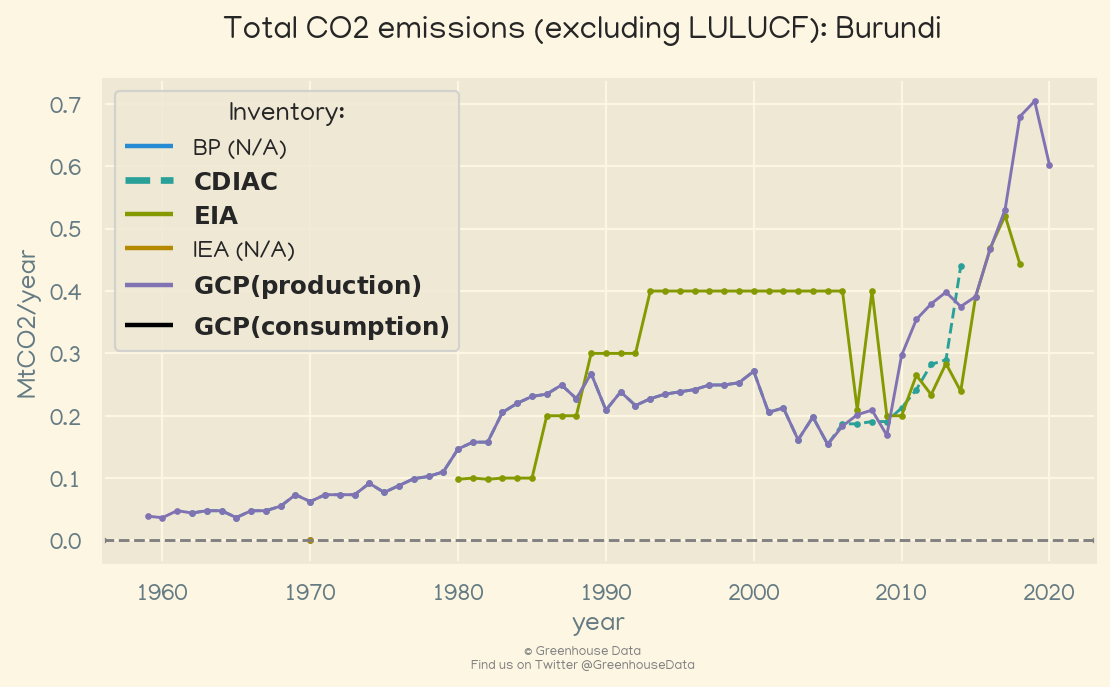 Total CO2 emissions (excluding LULUCF): Burundi
Inventory:
BP (N/A)
CDIAC
EIA
IEA (N/A)
GCP(production)
GCP(consumption)
MtCO2/year
0.7
0.6
0.5
0.4
0.3
0.2
0.1
0.0
1960 1970 1980 1990 2000 2010 2020
year
© Greenhouse Data
Find us on Twitter @GreenhouseData